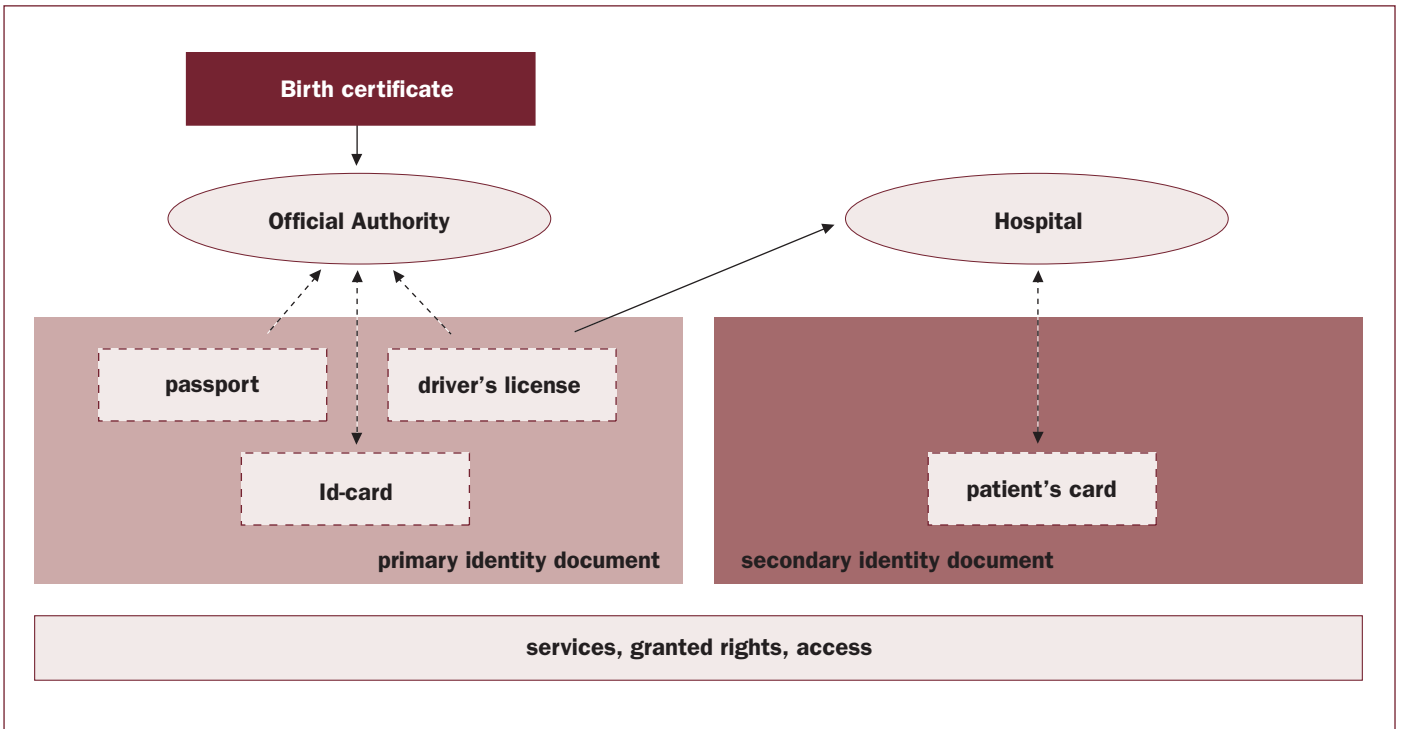 Birth certificate
Official Authority
Hospital
passport
driver’s license
Id-card
patient’s card
primary identity document
secondary identity document
services, granted rights, access